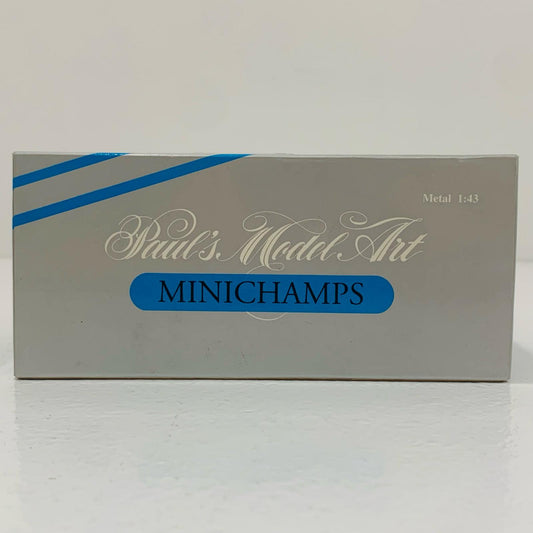 Metal 1:43
Paul's Model Art
MINICHAMPS